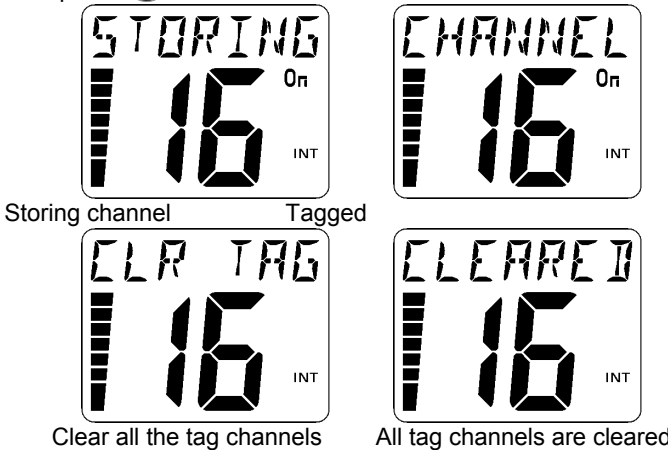 STORING CHANNEL
On On
16 16
INT INT
Storing channel Tagged
CLR TAG CLEARED
16 16
INT INT
Clear all the tag channels All tag channels are cleared